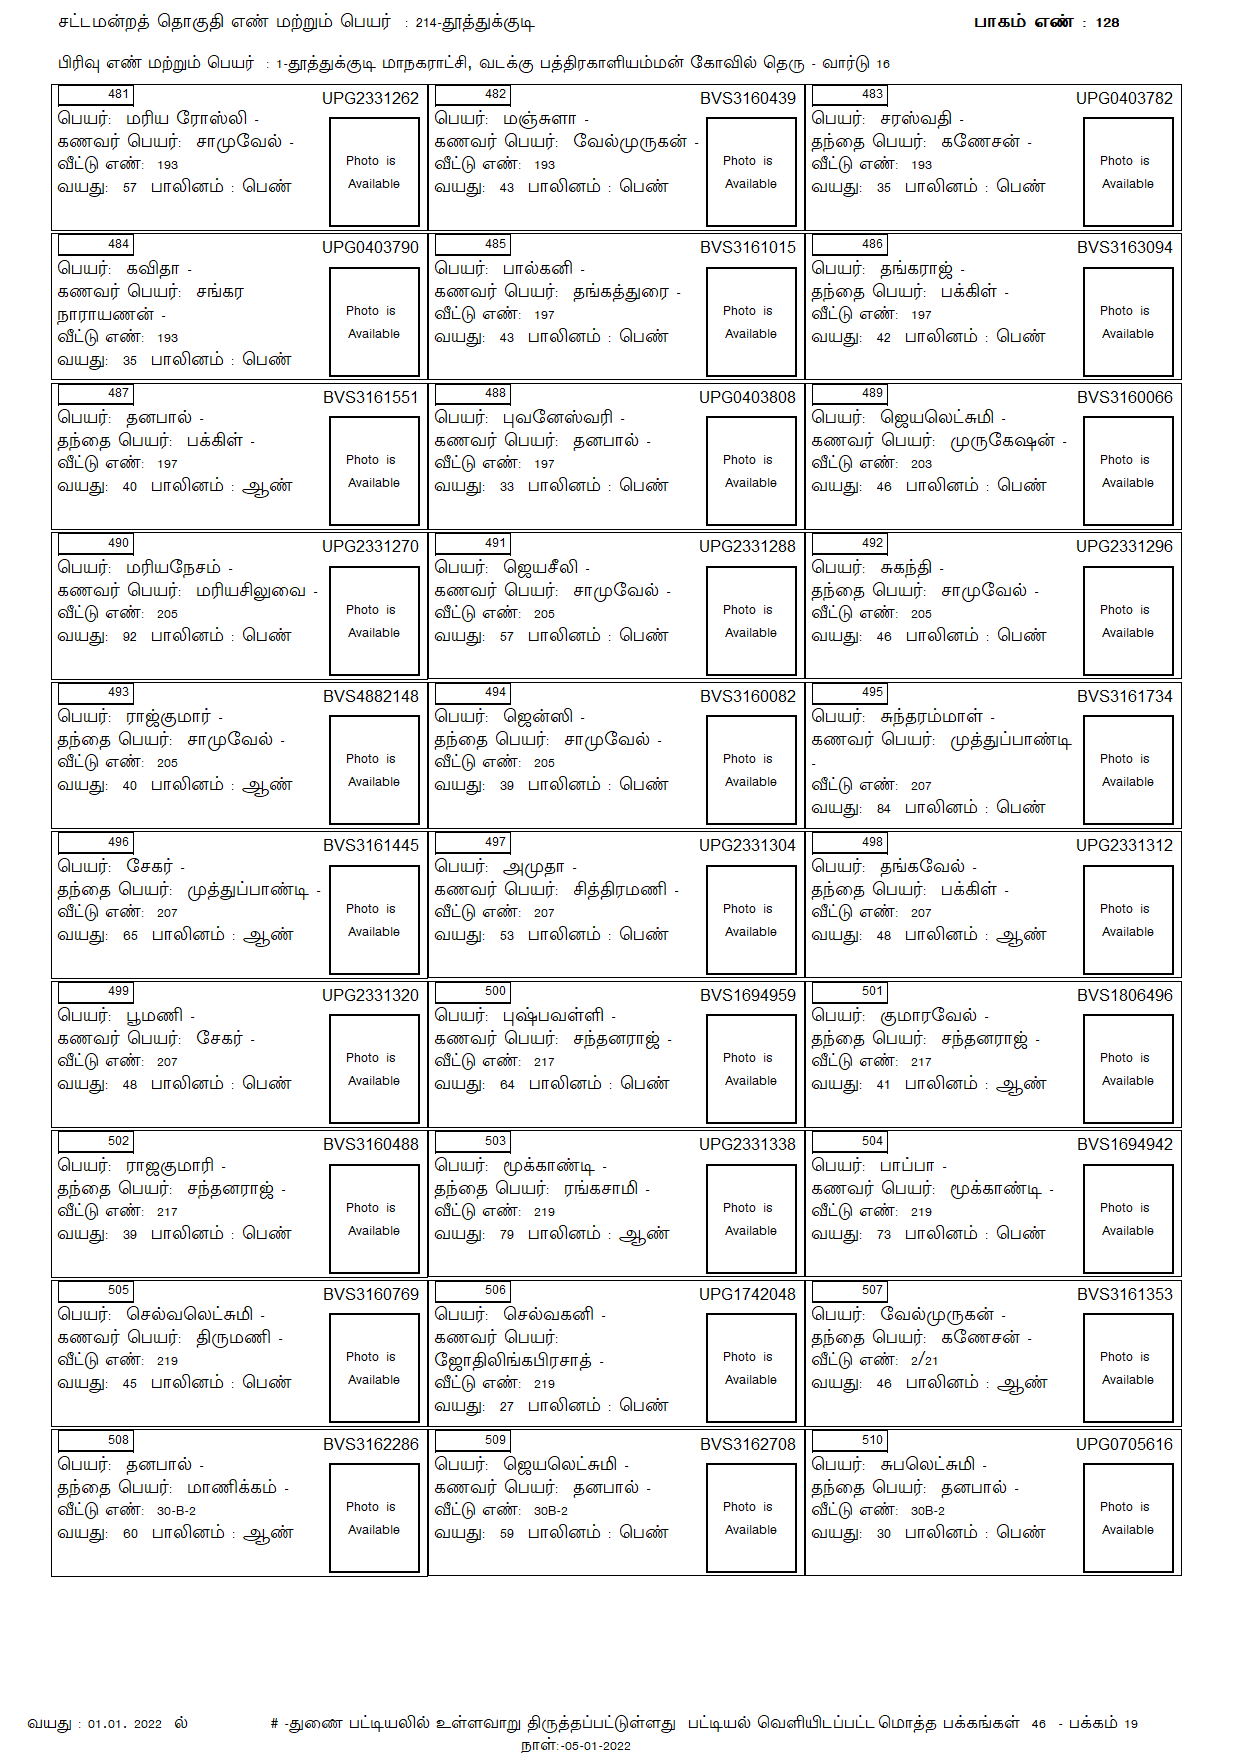 சட்டமன்றத் தொகுதி எண் மற்றும் பெயர் : 214-தூத்துக்குடி பாகம் எண் : 128
பிரிவு எண் மற்றும் பெயர் : 1-தூத்துக்குடி மாநகராட்சி, வடக்கு பத்திரகாளியம்மன் கோவில் தெரு - வார்டு 16
481 UPG2331262
பெயர்: மரிய ரோஸ்லி -
கணவர் பெயர்: சாமுவேல் -
வீட்டு எண்: 193
வயது: 57 பாலினம் : பெண்
Photo is
Available
482 BVS3160439
பெயர்: மஞ்சுளா -
கணவர் பெயர்: வேல்முருகன் -
வீட்டு எண்: 193
வயது: 43 பாலினம் : பெண்
Photo is
Available
483 UPG0403782
பெயர்: சரஸ்வதி -
தந்தை பெயர்: கணேசன் -
வீட்டு எண்: 193
வயது: 35 பாலினம் : பெண்
Photo is
Available
484 UPG0403790
பெயர்: கவிதா -
கணவர் பெயர்: சங்கர
நாராயணன் -
வீட்டு எண்: 193
வயது: 35 பாலினம் : பெண்
Photo is
Available
485 BVS3161015
பெயர்: பால்கனி -
கணவர் பெயர்: தங்கத்துரை -
வீட்டு எண்: 197
வயது: 43 பாலினம் : பெண்
Photo is
Available
486 BVS3163094
பெயர்: தங்கராஜ் -
தந்தை பெயர்: பக்கிள் -
வீட்டு எண்: 197
வயது: 42 பாலினம் : பெண்
Photo is
Available
487 BVS3161551
பெயர்: தனபால் -
தந்தை பெயர்: பக்கிள் -
வீட்டு எண்: 197
வயது: 40 பாலினம் : ஆண்
Photo is
Available
488 UPG0403808
பெயர்: புவனேஸ்வரி -
கணவர் பெயர்: தனபால் -
வீட்டு எண்: 197
வயது: 33 பாலினம் : பெண்
Photo is
Available
489 BVS3160066
பெயர்: ஜெயலெட்சுமி -
கணவர் பெயர்: முருகேஷன் -
வீட்டு எண்: 203
வயது: 46 பாலினம் : பெண்
Photo is
Available
490 UPG2331270
பெயர்: மரியநேசம் -
கணவர் பெயர்: மரியசிலுவை -
வீட்டு எண்: 205
வயது: 92 பாலினம் : பெண்
Photo is
Available
491 UPG2331288
பெயர்: ஜெயசீலி -
கணவர் பெயர்: சாமுவேல் -
வீட்டு எண்: 205
வயது: 57 பாலினம் : பெண்
Photo is
Available
492 UPG2331296
பெயர்: சுகந்தி -
தந்தை பெயர்: சாமுவேல் -
வீட்டு எண்: 205
வயது: 46 பாலினம் : பெண்
Photo is
Available
493 BVS4882148
பெயர்: ராஜ்குமார் -
தந்தை பெயர்: சாமுவேல் -
வீட்டு எண்: 205
வயது: 40 பாலினம் : ஆண்
Photo is
Available
494 BVS3160082
பெயர்: ஜென்ஸி -
தந்தை பெயர்: சாமுவேல் -
வீட்டு எண்: 205
வயது: 39 பாலினம் : பெண்
Photo is
Available
495 BVS3161734
பெயர்: சுந்தரம்மாள் -
கணவர் பெயர்: முத்துப்பாண்டி
-
வீட்டு எண்: 207
வயது: 84 பாலினம் : பெண்
Photo is
Available
496 BVS3161445
பெயர்: சேகர் -
தந்தை பெயர்: முத்துப்பாண்டி -
வீட்டு எண்: 207
வயது: 65 பாலினம் : ஆண்
Photo is
Available
497 UPG2331304
பெயர்: அமுதா -
கணவர் பெயர்: சித்திரமணி -
வீட்டு எண்: 207
வயது: 53 பாலினம் : பெண்
Photo is
Available
498 UPG2331312
பெயர்: தங்கவேல் -
தந்தை பெயர்: பக்கிள் -
வீட்டு எண்: 207
வயது: 48 பாலினம் : ஆண்
Photo is
Available
499 UPG2331320
பெயர்: பூமணி -
கணவர் பெயர்: சேகர் -
வீட்டு எண்: 207
வயது: 48 பாலினம் : பெண்
Photo is
Available
500 BVS1694959
பெயர்: புஷ்பவள்ளி -
கணவர் பெயர்: சந்தனராஜ் -
வீட்டு எண்: 217
வயது: 64 பாலினம் : பெண்
Photo is
Available
501 BVS1806496
பெயர்: குமாரவேல் -
தந்தை பெயர்: சந்தனராஜ் -
வீட்டு எண்: 217
வயது: 41 பாலினம் : ஆண்
Photo is
Available
502 BVS3160488
பெயர்: ராஜகுமாரி -
தந்தை பெயர்: சந்தனராஜ் -
வீட்டு எண்: 217
வயது: 39 பாலினம் : பெண்
Photo is
Available
503 UPG2331338
பெயர்: மூக்காண்டி -
தந்தை பெயர்: ரங்கசாமி -
வீட்டு எண்: 219
வயது: 79 பாலினம் : ஆண்
Photo is
Available
504 BVS1694942
பெயர்: பாப்பா -
கணவர் பெயர்: மூக்காண்டி -
வீட்டு எண்: 219
வயது: 73 பாலினம் : பெண்
Photo is
Available
505 BVS3160769
பெயர்: செல்வலெட்சுமி -
கணவர் பெயர்: திருமணி -
வீட்டு எண்: 219
வயது: 45 பாலினம் : பெண்
Photo is
Available
506 UPG1742048
பெயர்: செல்வகனி -
கணவர் பெயர்:
ஜோதிலிங்கபிரசாத் -
வீட்டு எண்: 219
வயது: 27 பாலினம் : பெண்
Photo is
Available
507 BVS3161353
பெயர்: வேல்முருகன் -
தந்தை பெயர்: கணேசன் -
வீட்டு எண்: 2/21
வயது: 46 பாலினம் : ஆண்
Photo is
Available
508 BVS3162286
பெயர்: தனபால் -
தந்தை பெயர்: மாணிக்கம் -
வீட்டு எண்: 30-B-2
வயது: 60 பாலினம் : ஆண்
Photo is
Available
509 BVS3162708
பெயர்: ஜெயலெட்சுமி -
கணவர் பெயர்: தனபால் -
வீட்டு எண்: 30B-2
வயது: 59 பாலினம் : பெண்
Photo is
Available
510 UPG0705616
பெயர்: சுபலெட்சுமி -
தந்தை பெயர்: தனபால் -
வீட்டு எண்: 30B-2
வயது: 30 பாலினம் : பெண்
Photo is
Available
வயது : 01.01. 2022 ல் # -துணை பட்டியலில் உள்ளவாறு திருத்தப்பட்டுள்ளது பட்டியல் வெளியிடப்பட்ட மொத்த பக்கங்கள் 46 - பக்கம் 19
நாள்:-05-01-2022